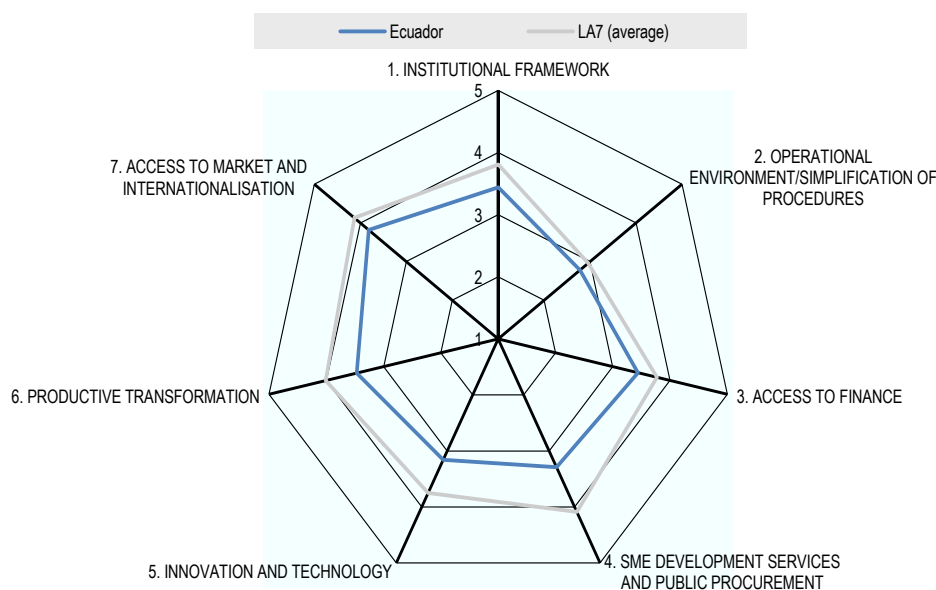 Ecuador
LA7 (average)
1. INSTITUTIONAL FRAMEWORK
5
4
3
2
1
2. OPERATIONAL
ENVIRONMENT/SIMPLIFICATION OF
PROCEDURES
3. ACCESS TO FINANCE
4. SME DEVELOPMENT SERVICES
AND PUBLIC PROCUREMENT
5. INNOVATION AND TECHNOLOGY
6. PRODUCTIVE TRANSFORMATION
7. ACCESS TO MARKET AND
INTERNATIONALISATION